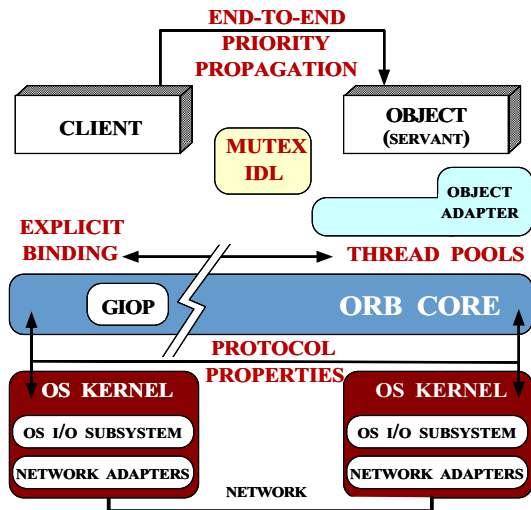 END-TO-END
PRIORITY
PROPAGATION
CLIENT
OBJECT
(SERVANT)
MUTEX
IDL
OBJECT
ADAPTER
EXPLICIT
BINDING
THREAD POOLS
GIOP
ORB CORE
PROTOCOL
PROPERTIES
OS KERNEL
OS I/O SUBSYSTEM
NETWORK ADAPTERS
OS KERNEL
OS I/O SUBSYSTEM
NETWORK ADAPTERS
NETWORK